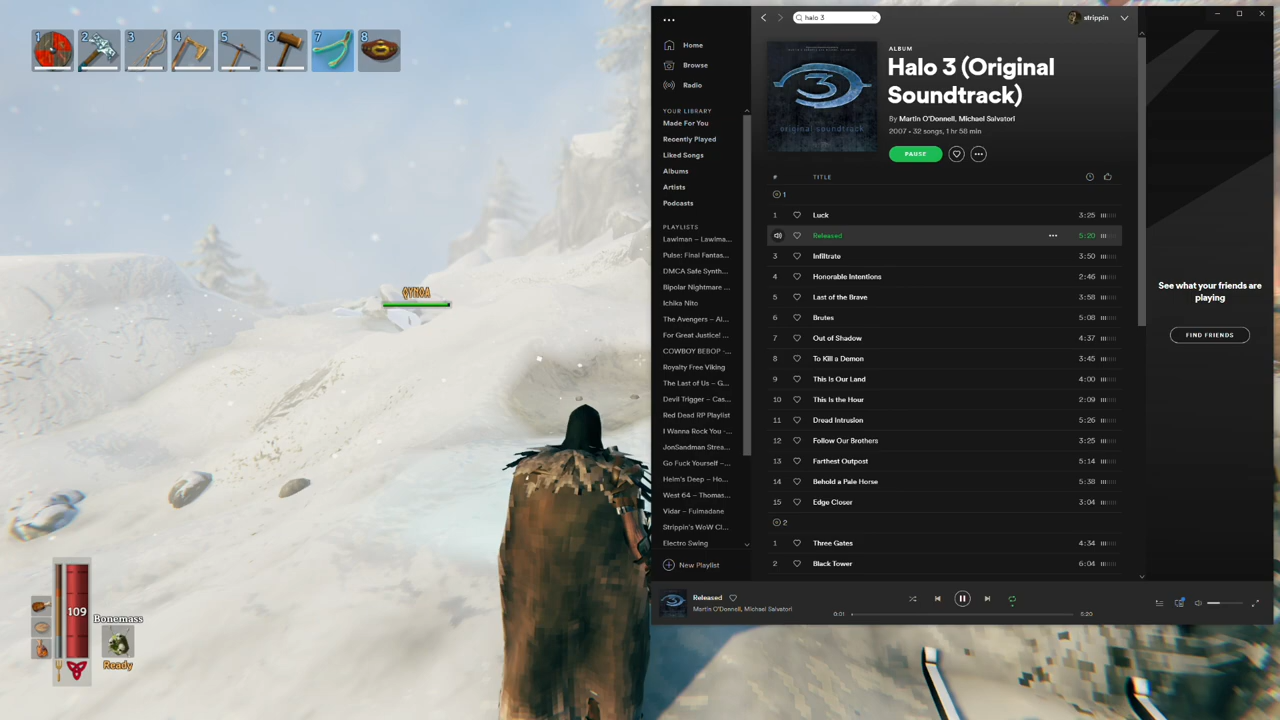 1
2
3
4
5
6
7
8
109
Bonemass
Ready
halo 3
strippin
Home
Browse
Radio
YOUR LIBRARY
Made For You
Recently Played
Liked Songs
Albums
Artists
Podcasts
PLAYLISTS
Lawman – Lawma...
Pulse: Final Fantas...
DMCA Safe Synth...
Bipolar Nightmare ...
Ichika Nito
The Avengers – Al...
For Great Justice! ...
COWBOY BEBOP -...
Royalty Free Viking
The Last of Us – G...
Devil Trigger – Cas...
Red Dead RP Playlist
I Wanna Rock You -...
JonSandman Strea...
Go Fuck Yourself –...
Helm's Deep – Ho...
West 64 – Thomas...
Vidar – Fuimadane
Strippin's WoW Cl...
Electro Swing
New Playlist
3
original soundtrack
ALBUM
Halo 3 (Original
Soundtrack)
By Martin O'Donnell, Michael Salvatori
2007 • 32 songs, 1 hr 58 min
PAUSE
# TITLE
1
1 Luck 3:25
Released 5:20
3 Infiltrate 3:50
4 Honorable Intentions 2:46
5 Last of the Brave 3:58
6 Brutes 5:08
7 Out of Shadow 4:37
8 To Kill a Demon 3:45
9 This Is Our Land 4:00
10 This Is the Hour 2:09
11 Dread Intrusion 5:26
12 Follow Our Brothers 3:25
13 Farthest Outpost 5:14
14 Behold a Pale Horse 5:38
15 Edge Closer 3:04
2
1 Three Gates 4:34
2 Black Tower 6:04
See what your friends are
playing
FIND FRIENDS
Released
Martin O'Donnell, Michael Salvatori
0:01
5:20